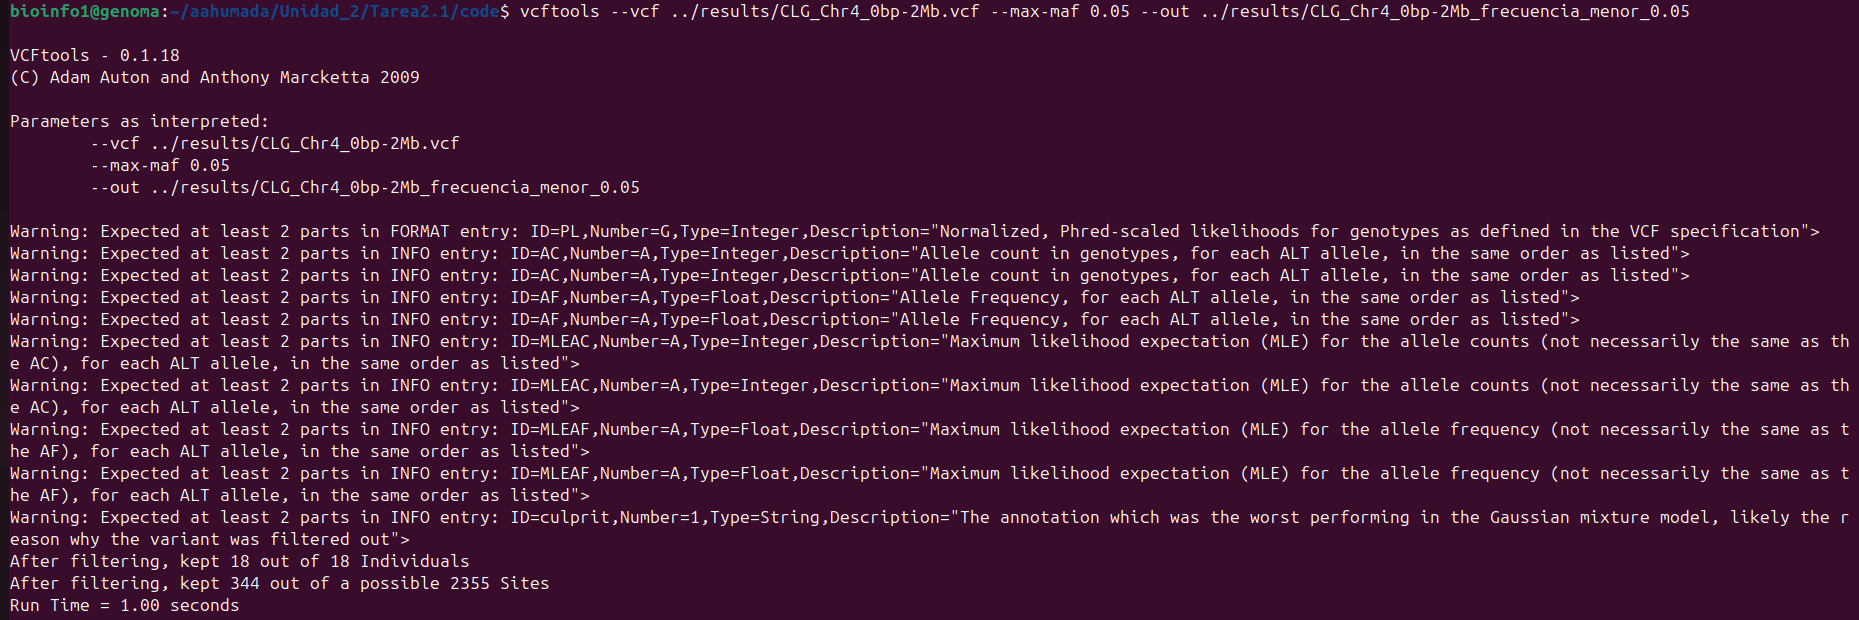 bioinfo1@genoma:~/aahumada/Unidad_2/Tarea2.1/code$ vcftools --vcf ../results/CLG_Chr4_0bp-2Mb.vcf --max-maf 0.05 --out ../results/CLG_Chr4_0bp-2Mb_frecuencia_menor_0.05
VCFtools - 0.1.18
(C) Adam Auton and Anthony Marcketta 2009
Parameters as interpreted:
--vcf ../results/CLG_Chr4_0bp-2Mb.vcf
--max-maf 0.05
--out ../results/CLG_Chr4_0bp-2Mb_frecuencia_menor_0.05
Warning: Expected at least 2 parts in FORMAT entry: ID=PL,Number=G,Type=Integer,Description="Normalized, Phred-scaled likelihoods for genotypes as defined in the VCF specification">
Warning: Expected at least 2 parts in INFO entry: ID=AC,Number=A,Type=Integer,Description="Allele count in genotypes, for each ALT allele, in the same order as listed">
Warning: Expected at least 2 parts in INFO entry: ID=AC,Number=A,Type=Integer,Description="Allele count in genotypes, for each ALT allele, in the same order as listed">
Warning: Expected at least 2 parts in INFO entry: ID=AF,Number=A,Type=Float,Description="Allele Frequency, for each ALT allele, in the same order as listed">
Warning: Expected at least 2 parts in INFO entry: ID=AF,Number=A,Type=Float,Description="Allele Frequency, for each ALT allele, in the same order as listed">
Warning: Expected at least 2 parts in INFO entry: ID=MLEAC,Number=A,Type=Integer,Description="Maximum likelihood expectation (MLE) for the allele counts (not necessarily the same as th
e AC), for each ALT allele, in the same order as listed">
Warning: Expected at least 2 parts in INFO entry: ID=MLEAC,Number=A,Type=Integer,Description="Maximum likelihood expectation (MLE) for the allele counts (not necessarily the same as th
e AC), for each ALT allele, in the same order as listed">
Warning: Expected at least 2 parts in INFO entry: ID=MLEAF,Number=A,Type=Float,Description="Maximum likelihood expectation (MLE) for the allele frequency (not necessarily the same as t
he AF), for each ALT allele, in the same order as listed">
Warning: Expected at least 2 parts in INFO entry: ID=MLEAF,Number=A,Type=Float,Description="Maximum likelihood expectation (MLE) for the allele frequency (not necessarily the same as t
he AF), for each ALT allele, in the same order as listed">
Warning: Expected at least 2 parts in INFO entry: ID=culprit,Number=1,Type=String,Description="The annotation which was the worst performing in the Gaussian mixture model, likely the r
eason why the variant was filtered out">
After filtering, kept 18 out of 18 Individuals
After filtering, kept 344 out of a possible 2355 Sites
Run Time = 1.00 seconds